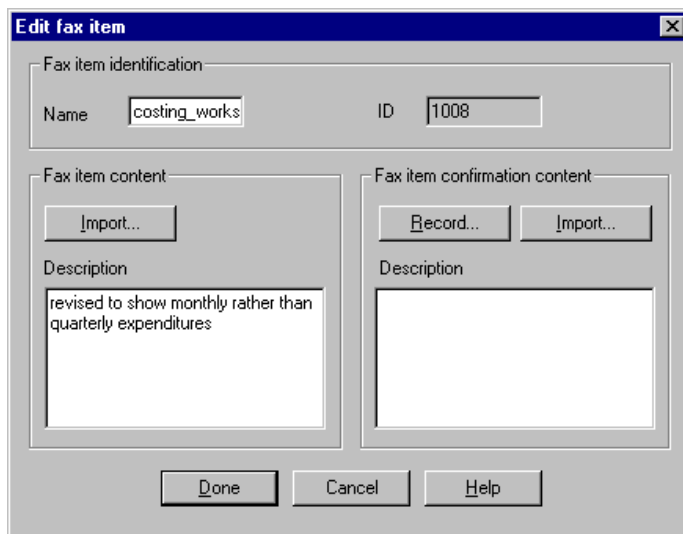 Edit fax item
Fax item identification
Name costing_works ID 1008
Fax item content
Import...
Description
revised to show monthly rather than
quarterly expenditures
Fax item confirmation content
Record... Import...
Description
Done Cancel Help